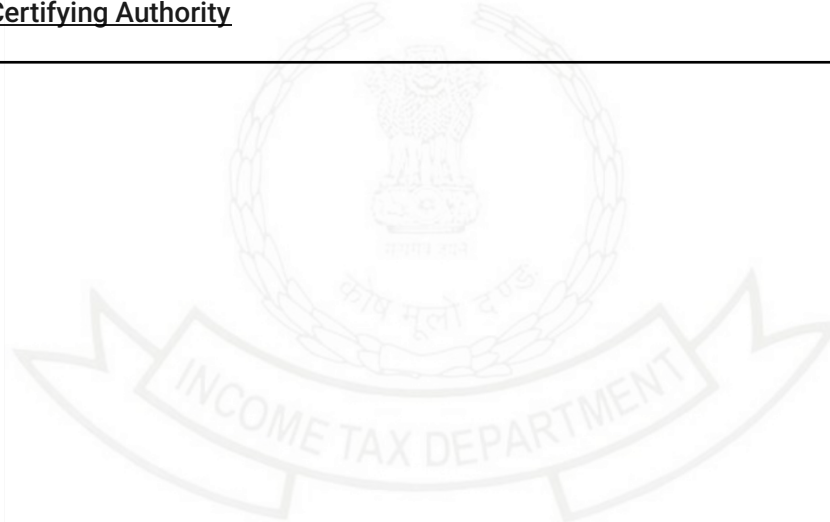 Certifying Authority
सत्यमेव जयते
कोष मूलो दण्ड:
INCOME TAX DEPARTMENT